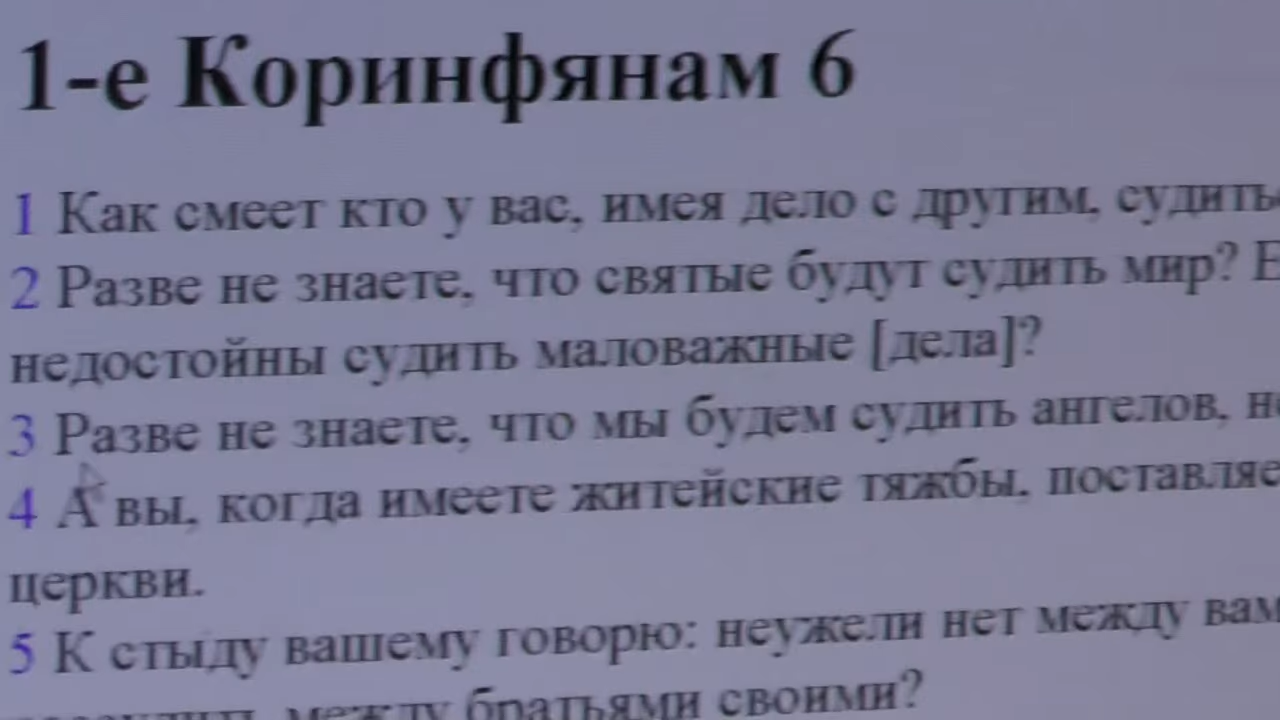 1-е Коринфянам 6
1 Как смеет кто у вас, имея дело с другим, судить
2 Разве не знаете, что святые будут судить мир?
недостойны судить маловажные [дела]?
3 Разве не знаете, что мы будем судить ангелов,
4 А вы, когда имеете житейские тяжбы, поставляе
церкви.
5 К стыду вашему говорю: неужели нет между вам
между братьями своими?